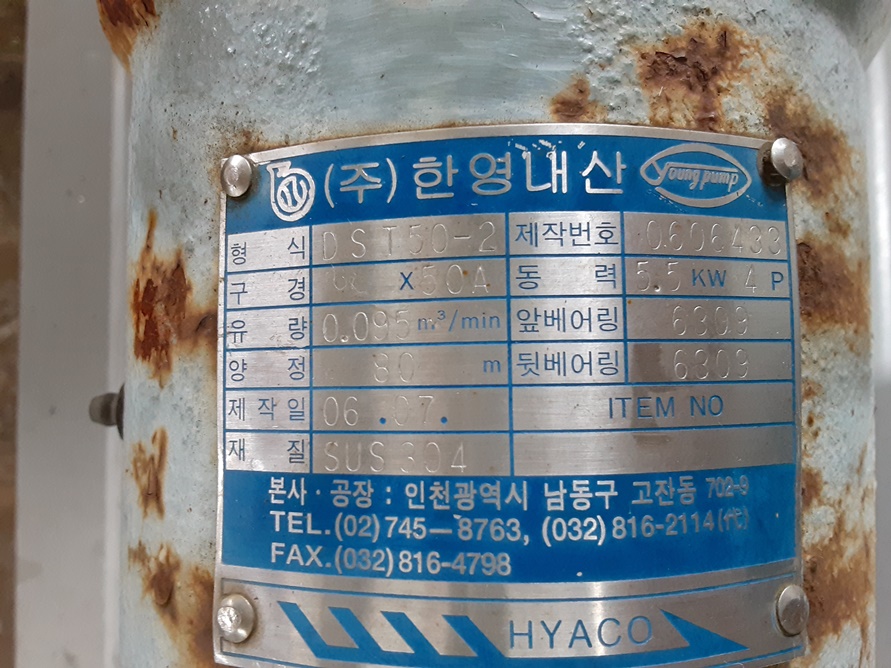 (주)한영내산 Young pump
형 식 DST50-2 제작번호 0606433
구 경 X50A 동 력 5.5 KW 4 P
유 량 0.095 m³/min 앞베어링 6309
양 정 80 m 뒷베어링 6309
제 작 일 06.07. ITEM NO
재 질 SUS 304
본사·공장 : 인천광역시 남동구 고잔동 702-9
TEL.(02)745-8763, (032)816-2114(代)
FAX.(032)816-4798
HYACO